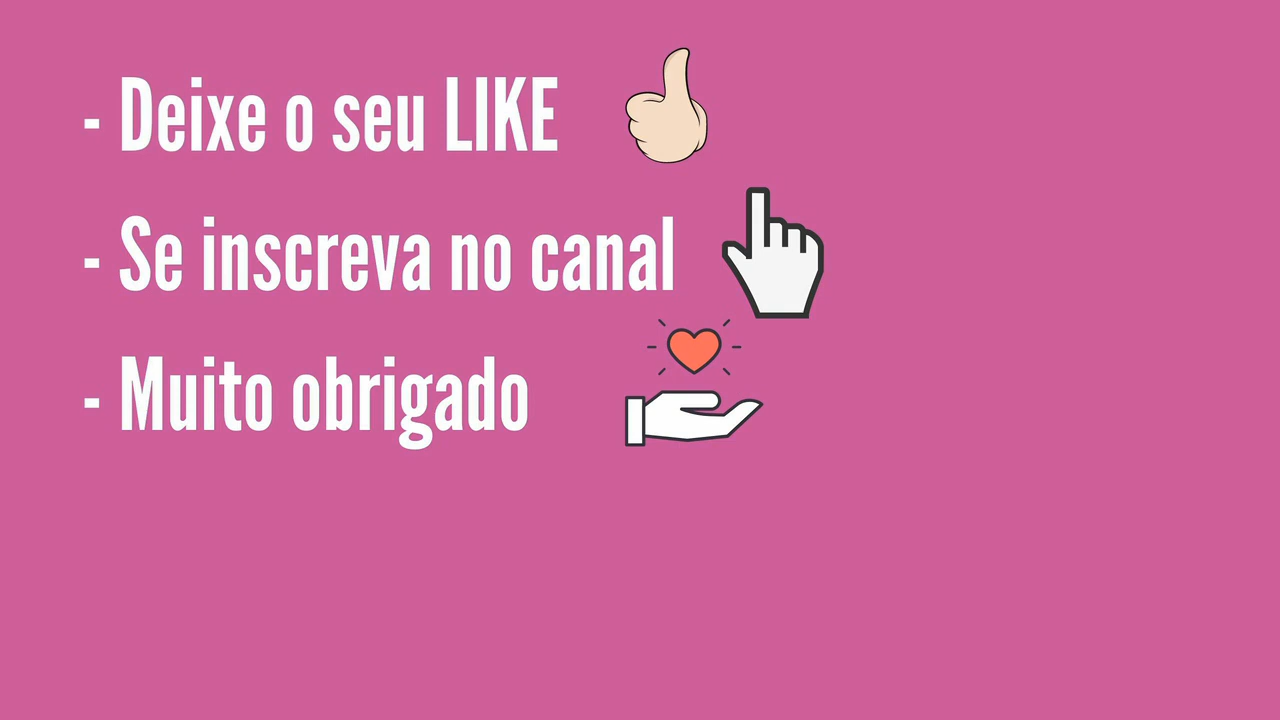 - Deixe o seu LIKE
- Se inscreva no canal
- Muito obrigado